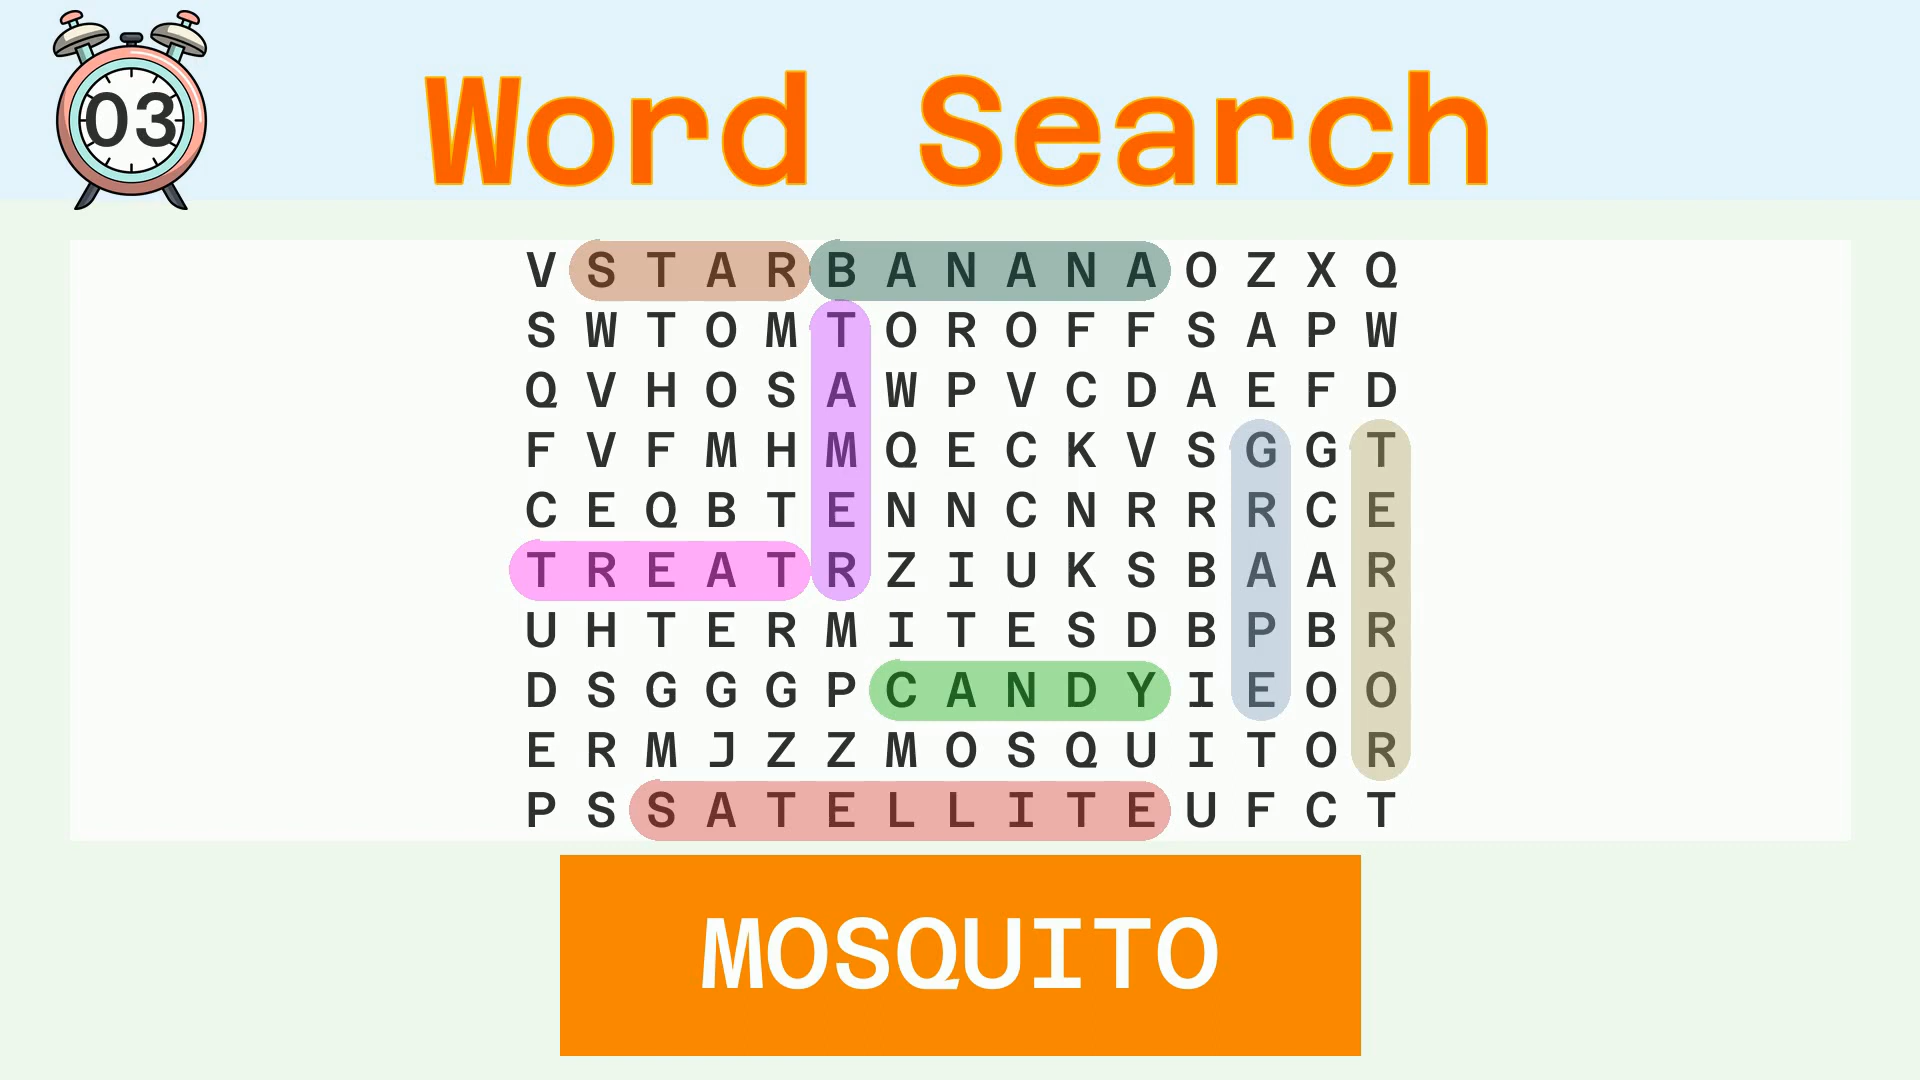 03
Word Search
V S T A R B A N A N A O Z X Q
S W T O M T O R O F F S A P W
Q V H O S A W P V C D A E F D
F V F M H M Q E C K V S G G T
C E Q B T E N N C N R R R C E
T R E A T R Z I U K S B A A R
U H T E R M I T E S D B P B R
D S G G G P C A N D Y I E O O
E R M J Z Z M O S Q U I T O R
P S S A T E L L I T E U F C T
MOSQUITO